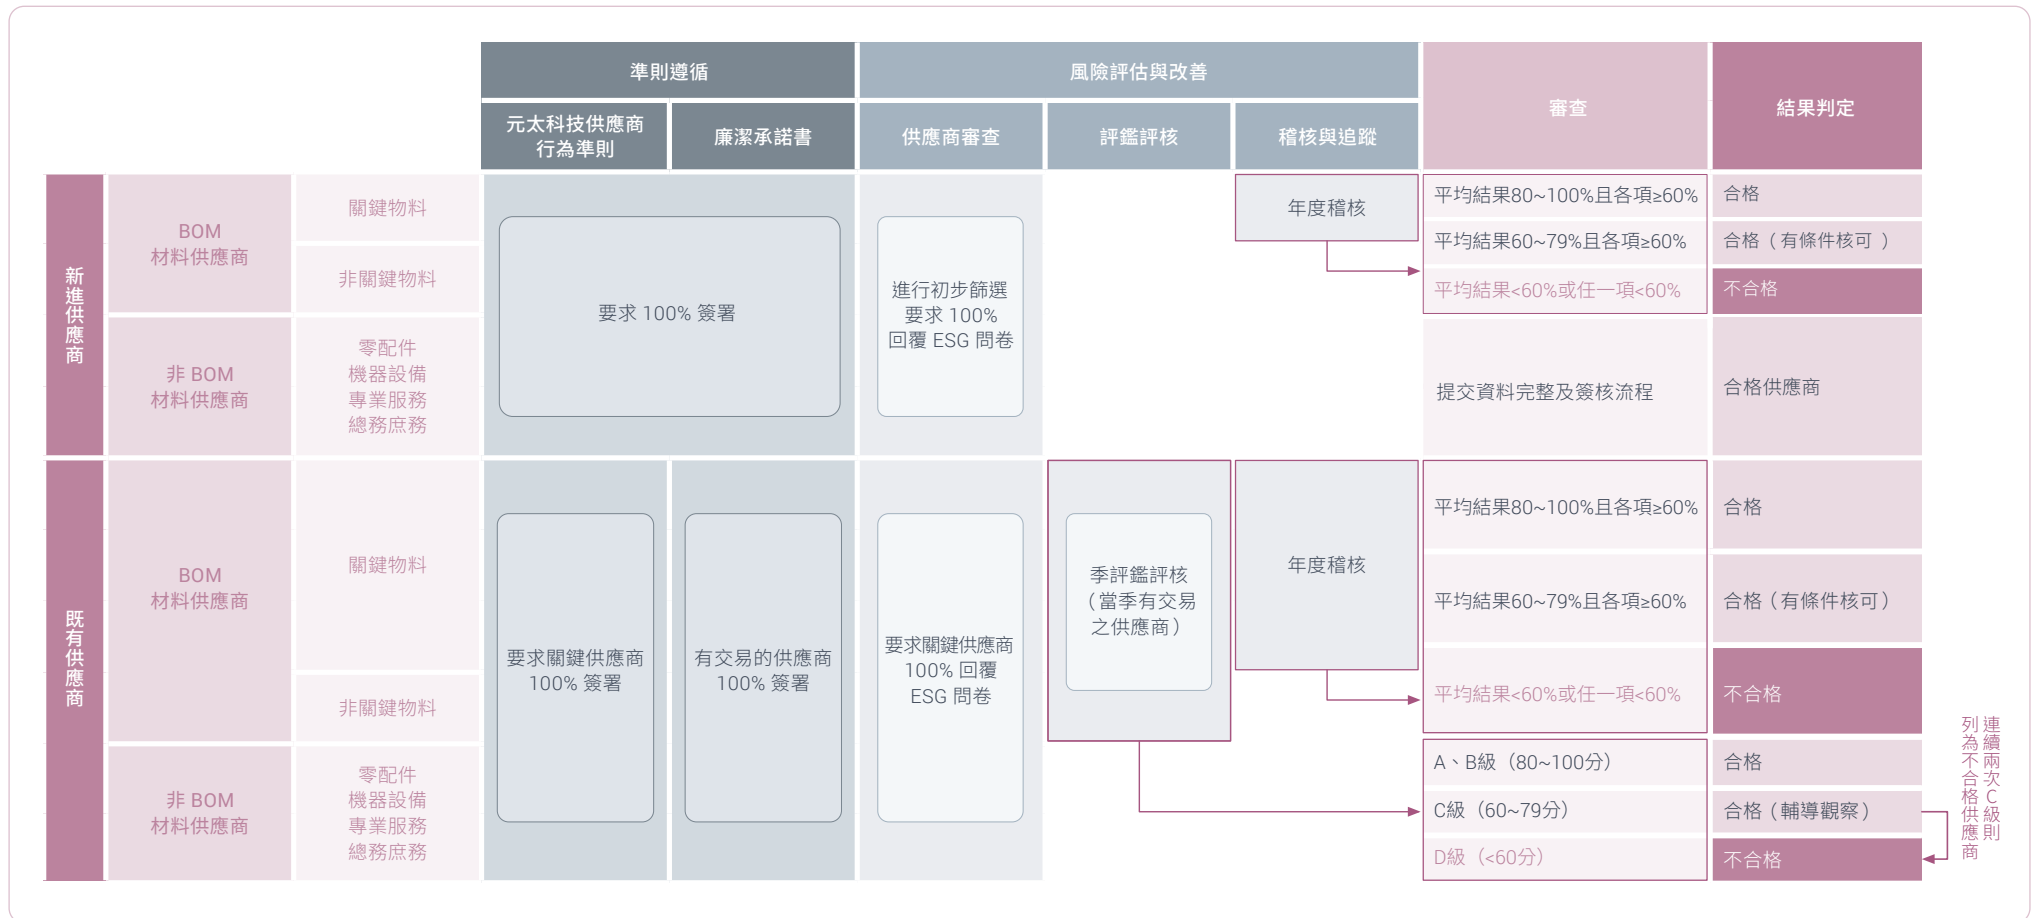 準則遵循
風險評估與改善
審查
結果判定
元太科技供應商
行為準則
廉潔承諾書
供應商審查
評鑑評核
稽核與追蹤
新進供應商
BOM
材料供應商
關鍵物料
非關鍵物料
非 BOM
材料供應商
零配件
機器設備
專業服務
總務庶務
要求 100% 簽署
進行初步篩選
要求 100%
回覆 ESG 問卷
年度稽核
平均結果80~100%且各項≥60%
合格
平均結果60~79%且各項≥60%
合格（有條件核可 ）
平均結果<60%或任一項<60%
不合格
提交資料完整及簽核流程
合格供應商
既有供應商
BOM
材料供應商
關鍵物料
非關鍵物料
非 BOM
材料供應商
零配件
機器設備
專業服務
總務庶務
要求關鍵供應商
100% 簽署
有交易的供應商
100% 簽署
要求關鍵供應商
100% 回覆
ESG 問卷
季評鑑評核
（當季有交易
之供應商）
年度稽核
平均結果80~100%且各項≥60%
合格
平均結果60~79%且各項≥60%
合格（有條件核可）
平均結果<60%或任一項<60%
不合格
A、B級（80~100分）
合格
C級（60~79分）
合格（輔導觀察）
D級（<60分）
不合格
連續兩次C級則
列為不合格供應商